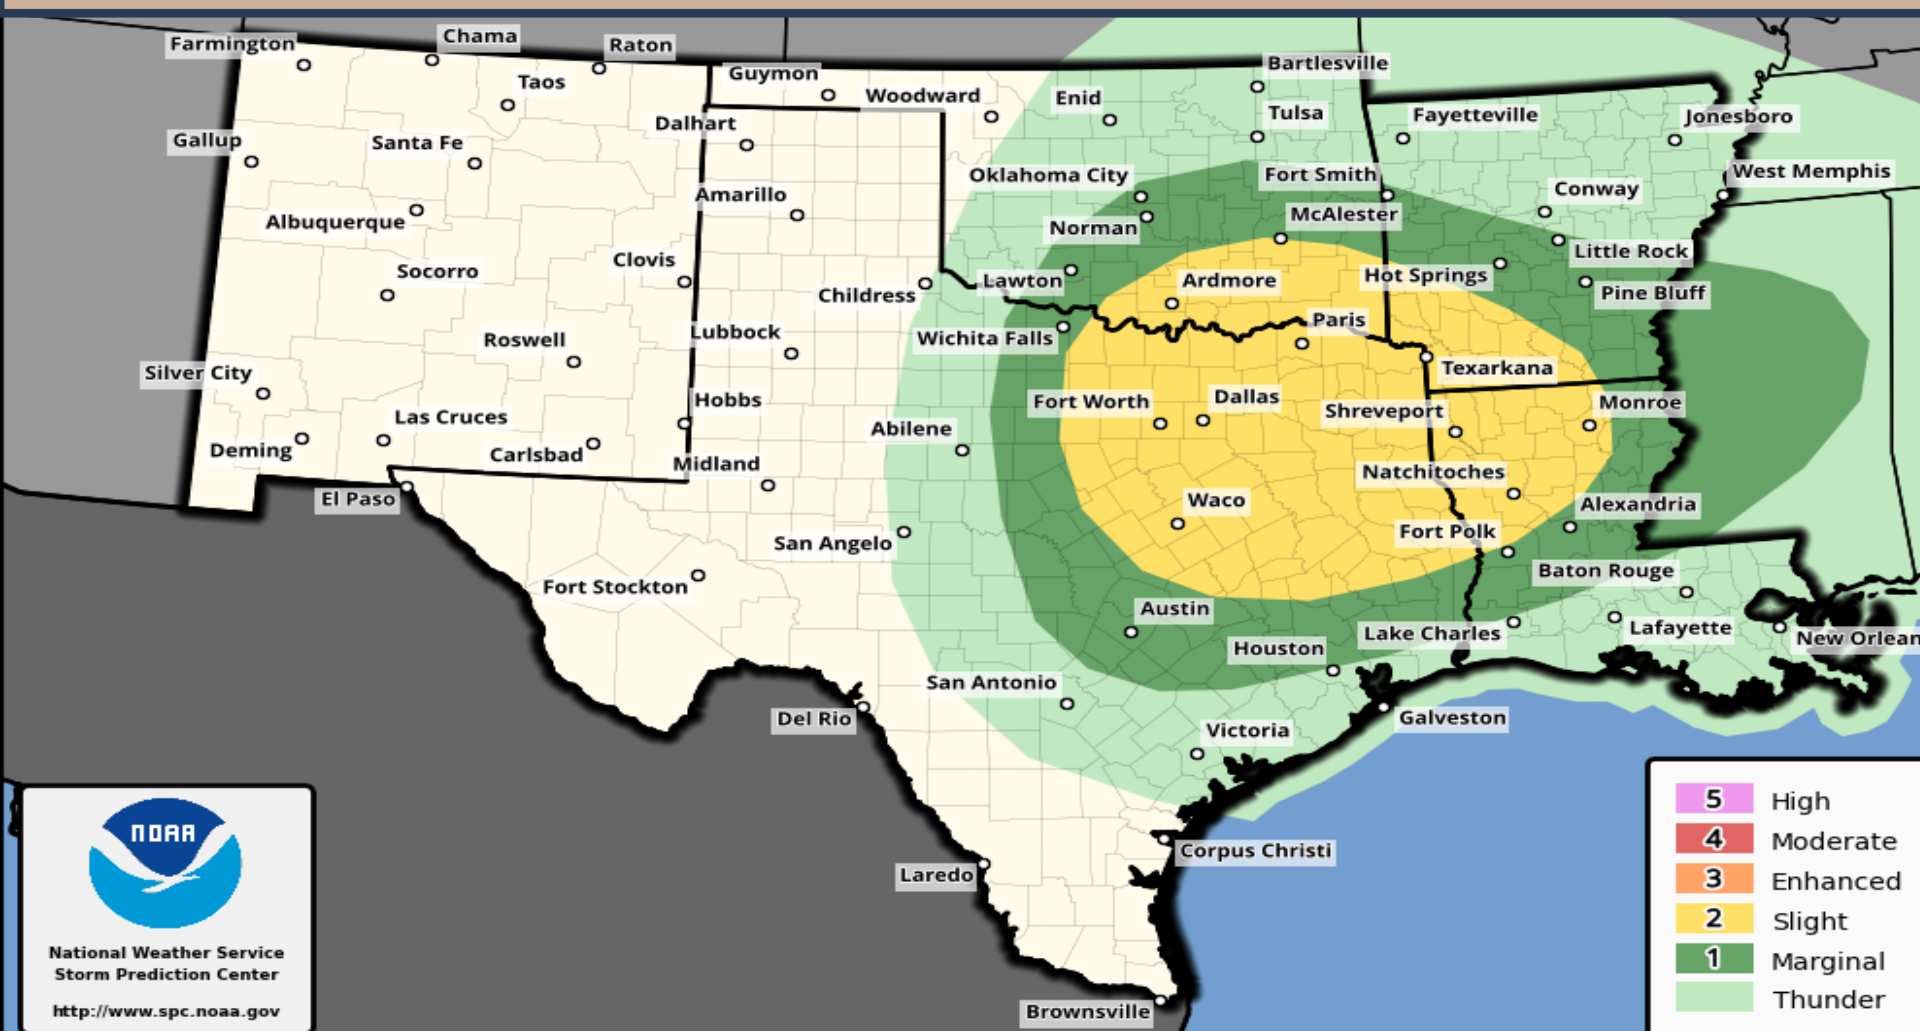 Farmington
Chama
Raton
Taos
Guymon
Woodward
Bartlesville
Enid
Tulsa
Fayetteville
Jonesboro
Dalhart
Gallup
Santa Fe
Oklahoma City
Fort Smith
West Memphis
Amarillo
Conway
Albuquerque
Norman
McAlester
Little Rock
Socorro
Clovis
Lawton
Ardmore
Hot Springs
Pine Bluff
Childress
Paris
Roswell
Lubbock
Wichita Falls
Silver City
Texarkana
Las Cruces
Hobbs
Fort Worth
Dallas
Shreveport
Monroe
Abilene
Deming
Carlsbad
Midland
Natchitoches
El Paso
Waco
Alexandria
San Angelo
Fort Polk
Baton Rouge
Fort Stockton
Austin
Lake Charles
Lafayette
New Orlean
Houston
San Antonio
Del Rio
Galveston
Victoria
Corpus Christi
Laredo
Brownsville
NOAA
National Weather Service
Storm Prediction Center
http://www.spc.noaa.gov
5 High
4 Moderate
3 Enhanced
2 Slight
1 Marginal
Thunder